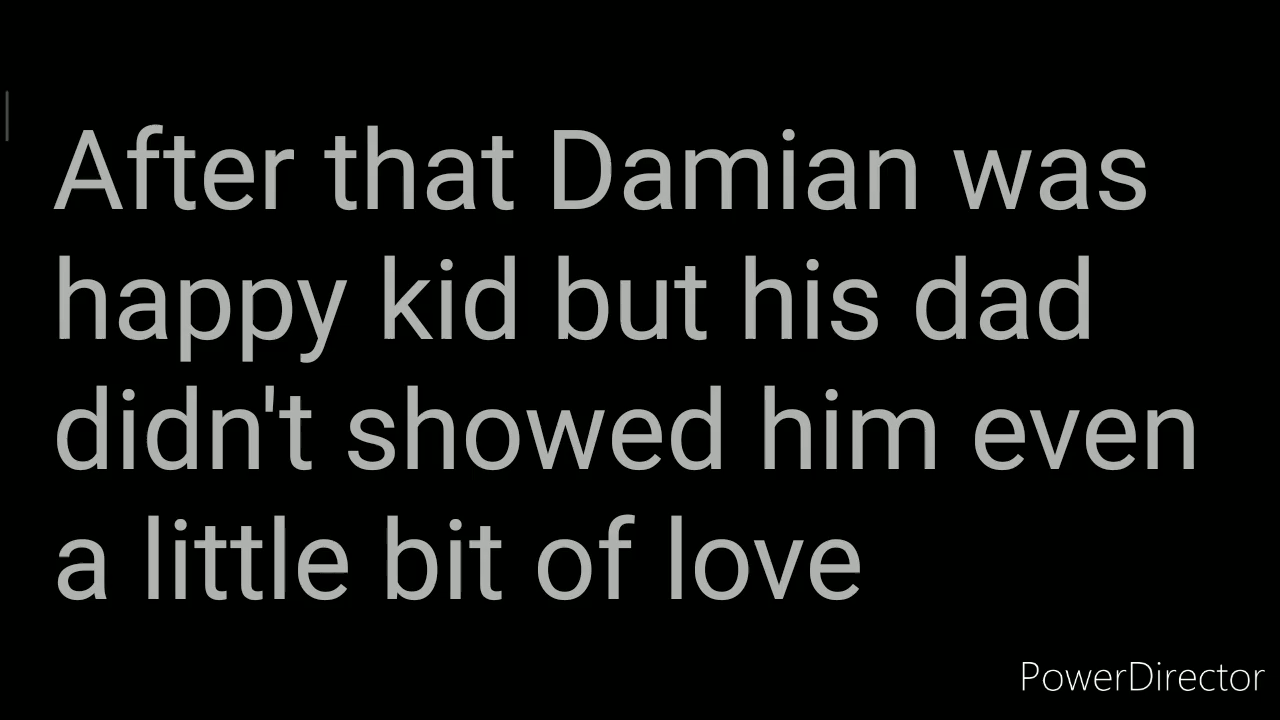 After that Damian was
happy kid but his dad
didn't showed him even
a little bit of love
PowerDirector